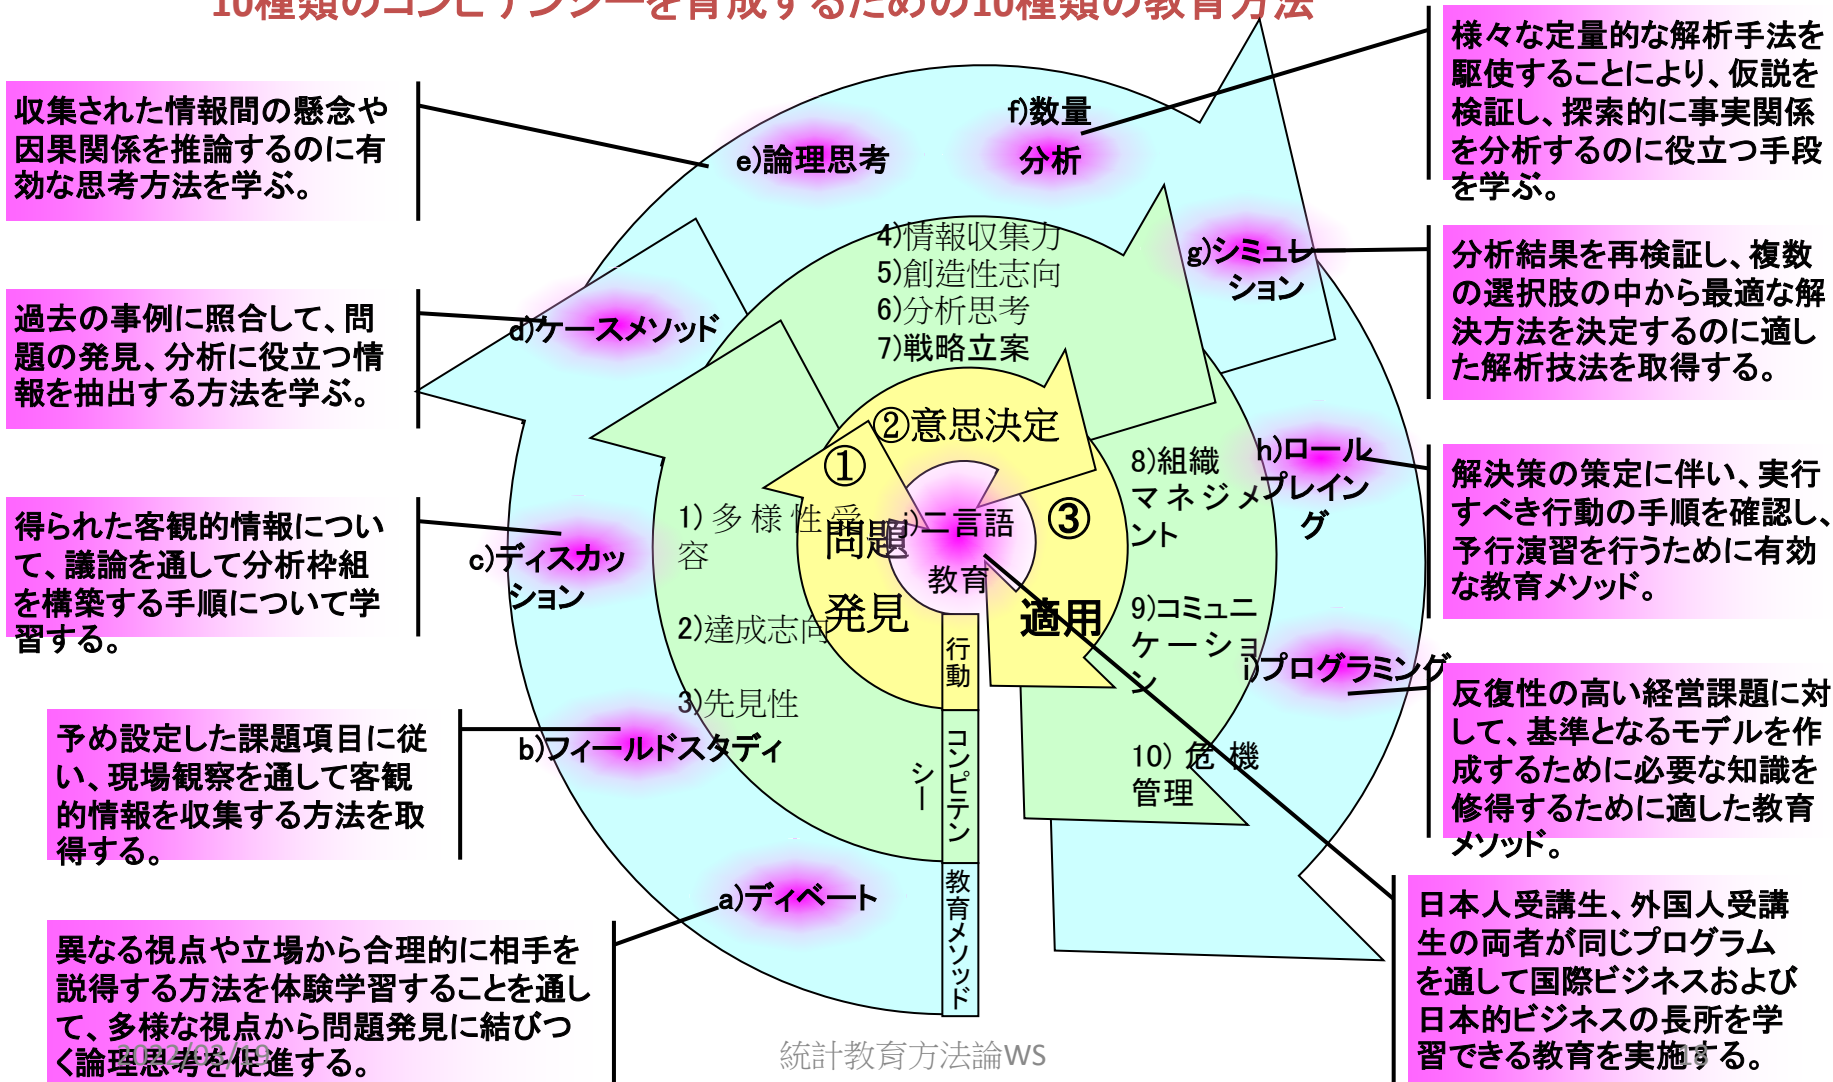 10種類のコンピテンシーを育成するための10種類の教育方法
収集された情報間の懸念や
因果関係を推論するのに有
効な思考方法を学ぶ。
過去の事例に照合して、問
題の発見、分析に役立つ情
報を抽出する方法を学ぶ。
得られた客観的情報につい
て、議論を通して分析枠組
を構築する手順について学
習する。
予め設定した課題項目に従
い、現場観察を通して客観
的情報を収集する方法を取
得する。
異なる視点や立場から合理的に相手を
説得する方法を体験学習することを通し
て、多様な視点から問題発見に結びつ
く論理思考を促進する。
e)論理思考
f)数量
分析
d)ケースメソッド
g)シミュレ
ション
c)ディスカッ
ション
h)ロール
プレイン
グ
b)フィールドスタディ
i)プログラミング
a)ディベート
4)情報収集力
5)創造性志向
6)分析思考
7)戦略立案
②意思決定
①
問題
発見
③
適用
1)多様性受
容
2)達成志向
3)先見性
j)二言語
教育
8)組織
マネジメ
ント
9)コミュニ
ケーショ
ン
10)危機
管理
行動
コンピテン
シー
教育メソッド
様々な定量的な解析手法を
駆使することにより、仮説を
検証し、探索的に事実関係
を分析するのに役立つ手段
を学ぶ。
分析結果を再検証し、複数
の選択肢の中から最適な解
決方法を決定するのに適し
た解析技法を取得する。
解決策の策定に伴い、実行
すべき行動の手順を確認し、
予行演習を行うために有効
な教育メソッド。
反復性の高い経営課題に対
して、基準となるモデルを作
成するために必要な知識を
修得するために適した教育
メソッド。
日本人受講生、外国人受講
生の両者が同じプログラム
を通して国際ビジネスおよび
日本的ビジネスの長所を学
習できる教育を実施する。
2022/03/19
統計教育方法論WS
18